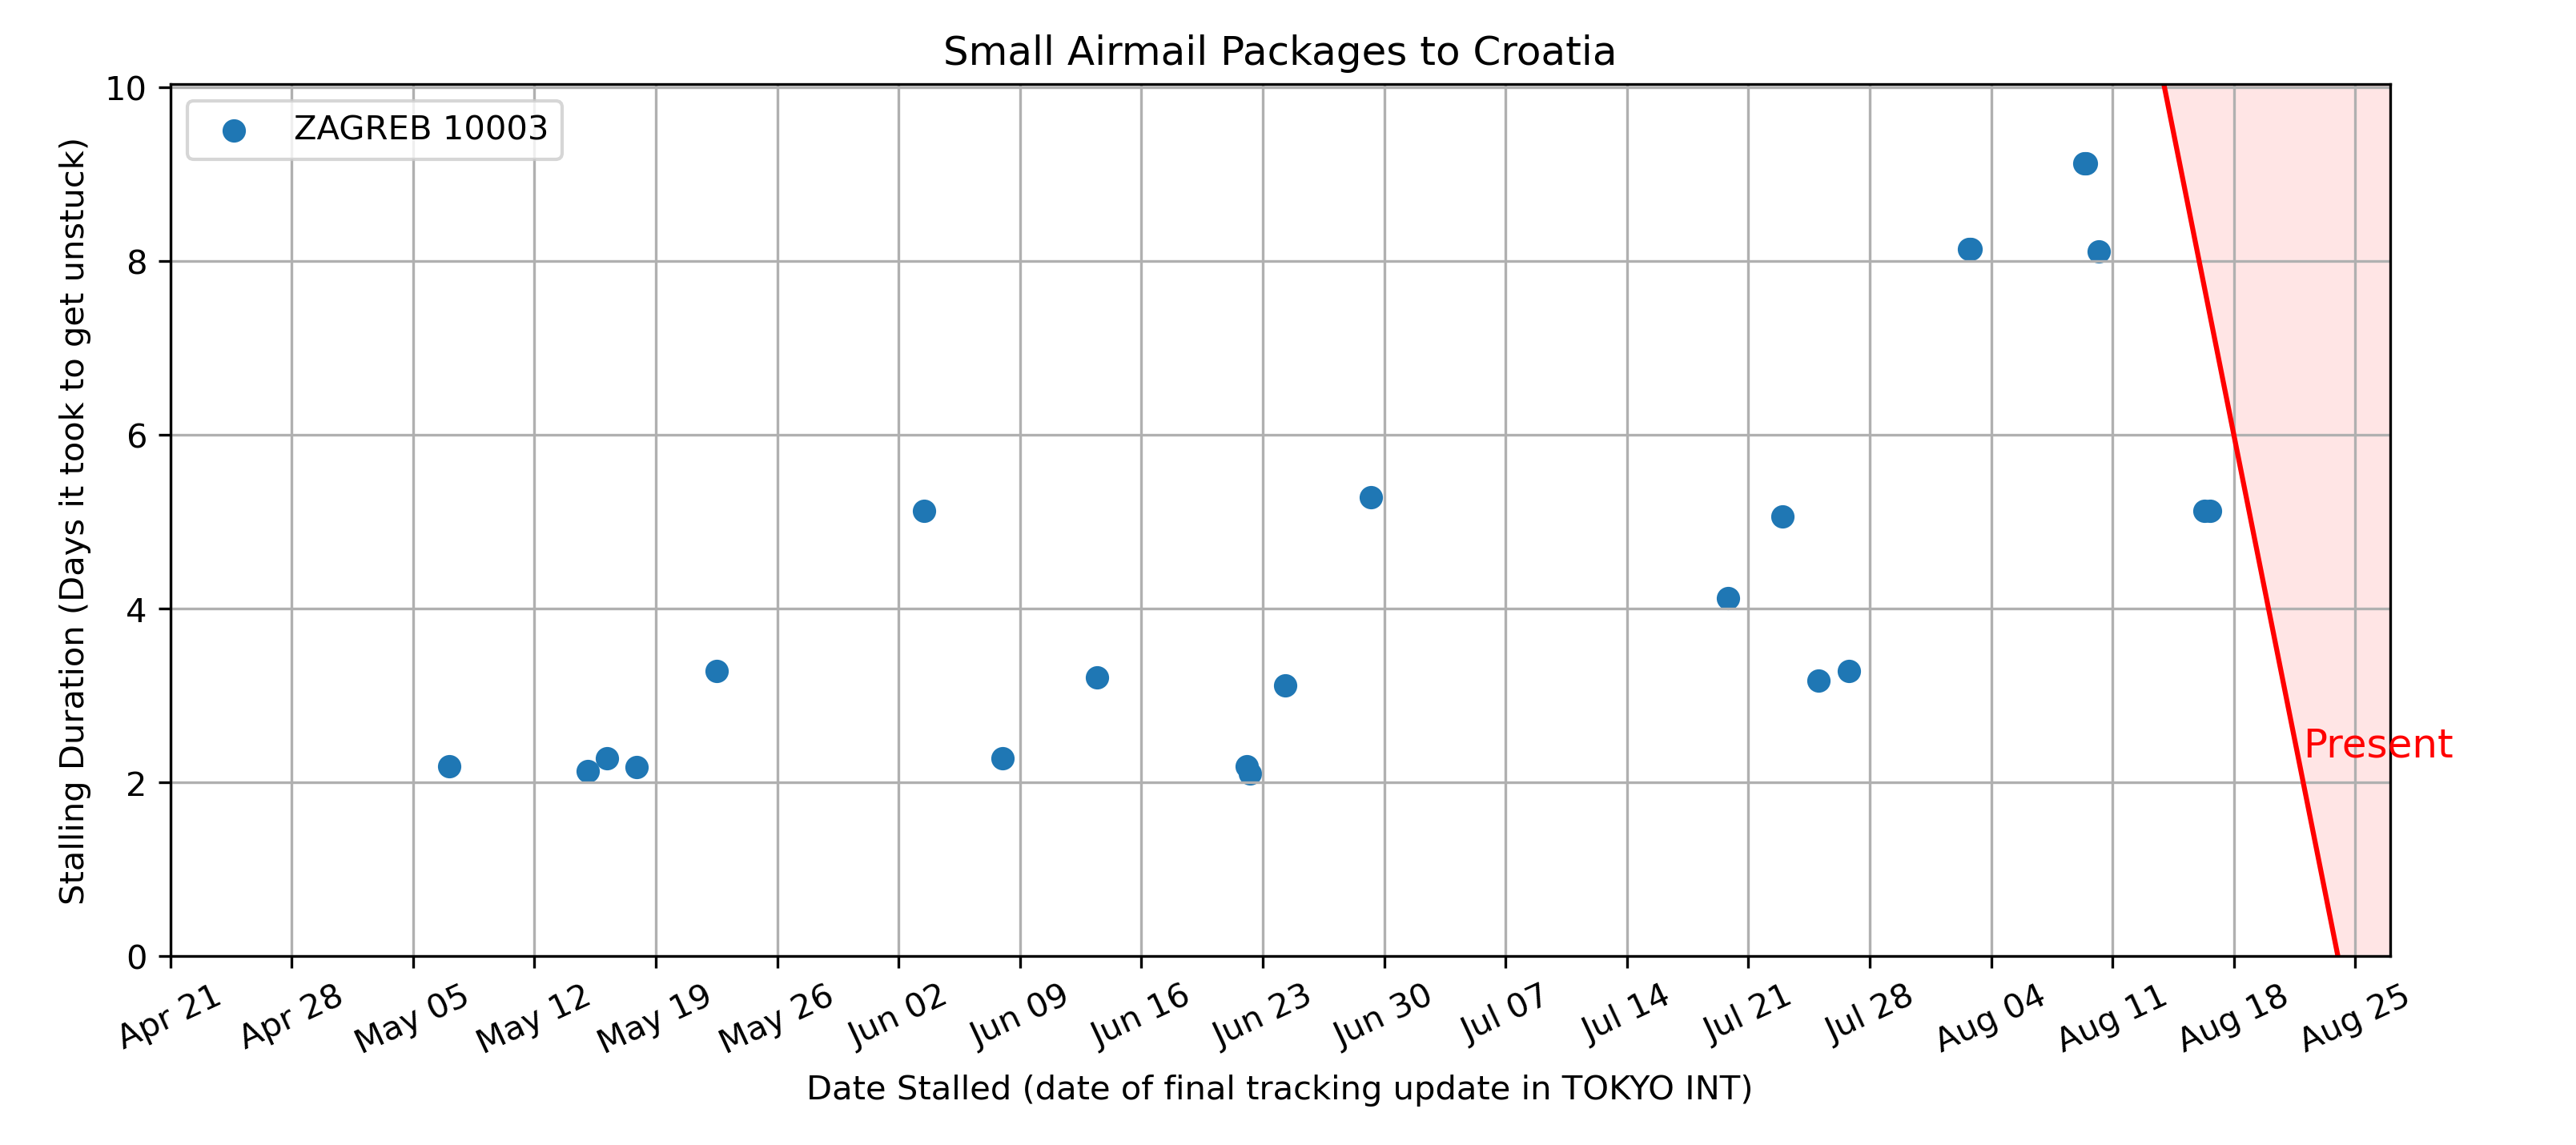 Small Airmail Packages to Croatia
ZAGREB 10003
Stalling Duration (Days it took to get unstuck)
10
8
6
4
2
0
Present
Apr 21
Apr 28
May 05
May 12
May 19
May 26
Jun 02
Jun 09
Jun 16
Jun 23
Jun 30
Jul 07
Jul 14
Jul 21
Jul 28
Aug 04
Aug 11
Aug 18
Aug 25
Date Stalled (date of final tracking update in TOKYO INT)